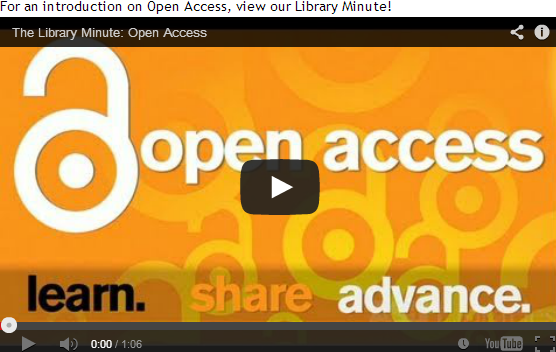 For an introduction on Open Access, view our Library Minute!
The Library Minute: Open Access
open access
learn. share advance.
0:00 / 1:06
YouTube